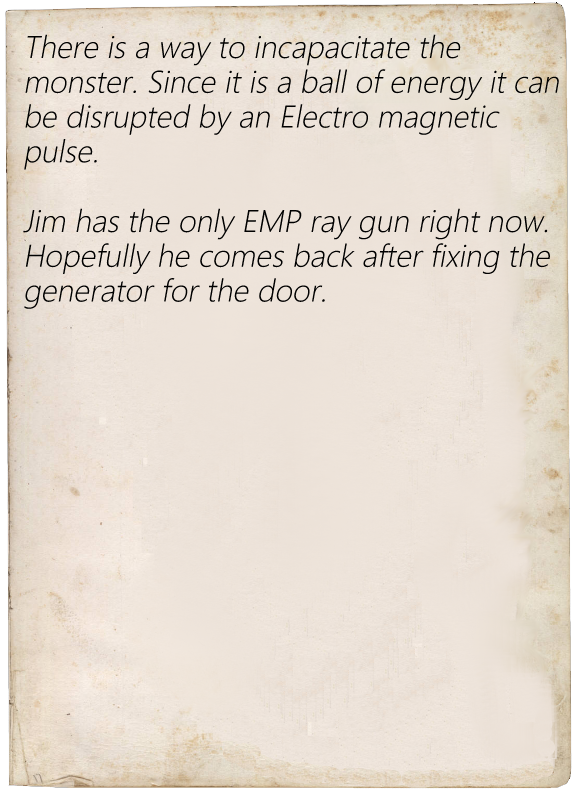 There is a way to incapacitate the
monster. Since it is a ball of energy it can
be disrupted by an Electro magnetic
pulse.
Jim has the only EMP ray gun right now.
Hopefully he comes back after fixing the
generator for the door.